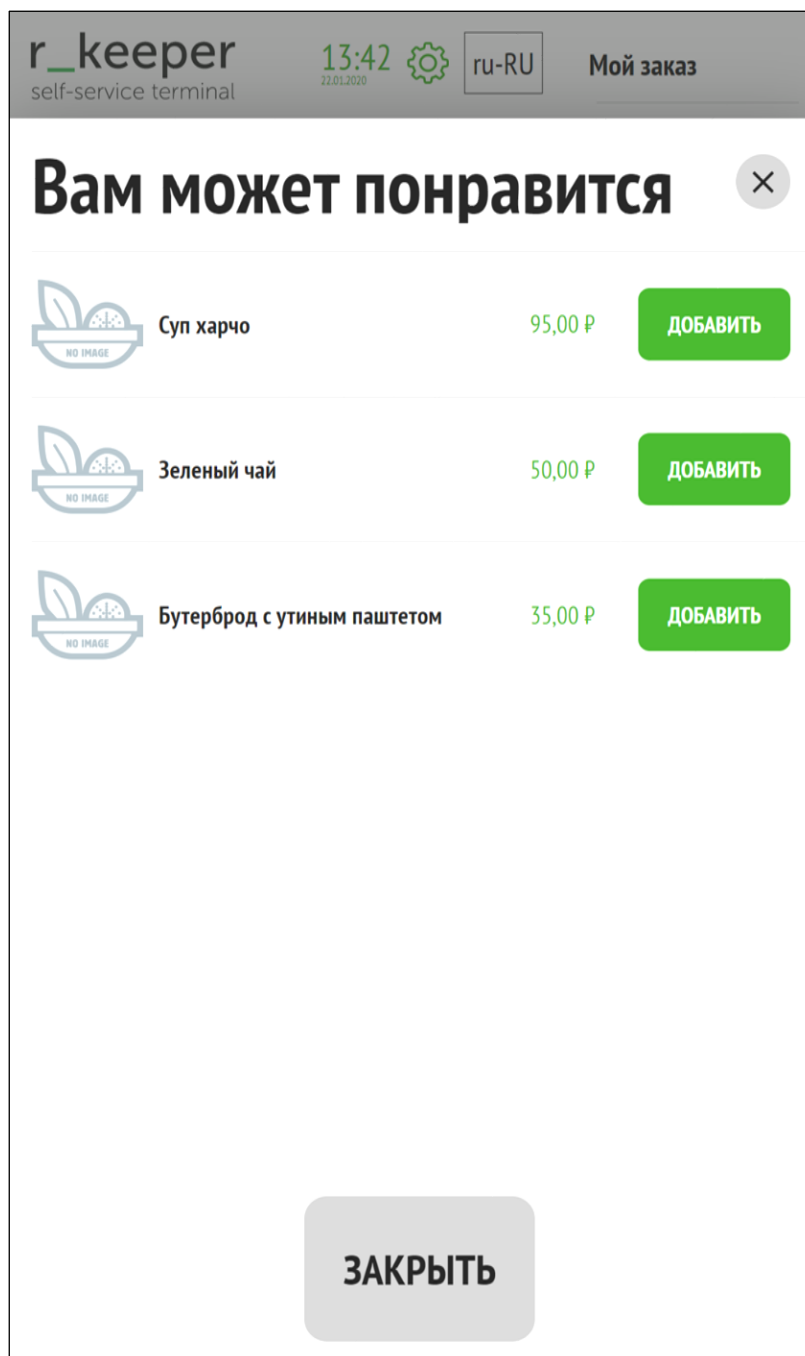 r_keeper
self-service terminal
13:42
22.01.2020
ru-RU
Мой заказ
Вам может понравится
NO IMAGE
Суп харчо
95,00 ₽
ДОБАВИТЬ
NO IMAGE
Зеленый чай
50,00 ₽
ДОБАВИТЬ
NO IMAGE
Бутерброд с утиным паштетом
35,00 ₽
ДОБАВИТЬ
ЗАКРЫТЬ